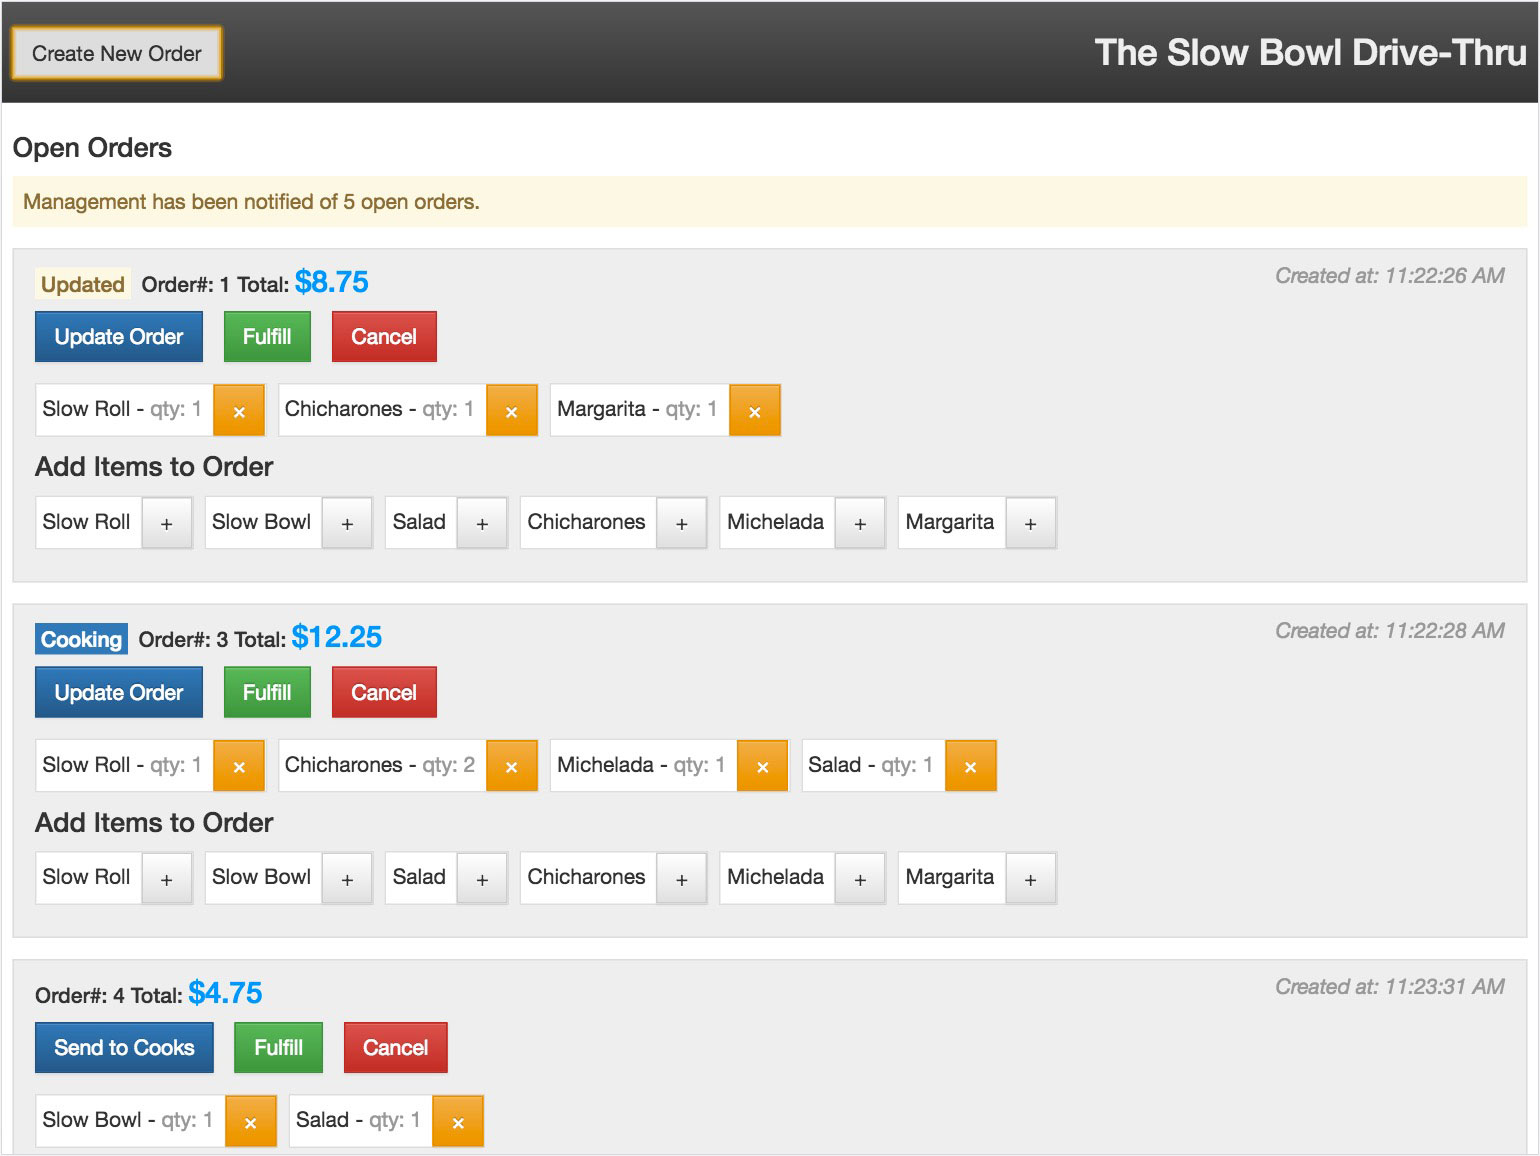 Create New Order
The Slow Bowl Drive-Thru
Open Orders
Management has been notified of 5 open orders.
Updated Order#: 1 Total: $8.75
Created at: 11:22:26 AM
Update Order Fulfill Cancel
Slow Roll - qty: 1 × Chicharones - qty: 1 × Margarita - qty: 1 ×
Add Items to Order
Slow Roll + Slow Bowl + Salad + Chicharones + Michelada + Margarita +
Cooking Order#: 3 Total: $12.25
Created at: 11:22:28 AM
Update Order Fulfill Cancel
Slow Roll - qty: 1 × Chicharones - qty: 2 × Michelada - qty: 1 × Salad - qty: 1 ×
Add Items to Order
Slow Roll + Slow Bowl + Salad + Chicharones + Michelada + Margarita +
Order#: 4 Total: $4.75
Created at: 11:23:31 AM
Send to Cooks Fulfill Cancel
Slow Bowl - qty: 1 × Salad - qty: 1 ×